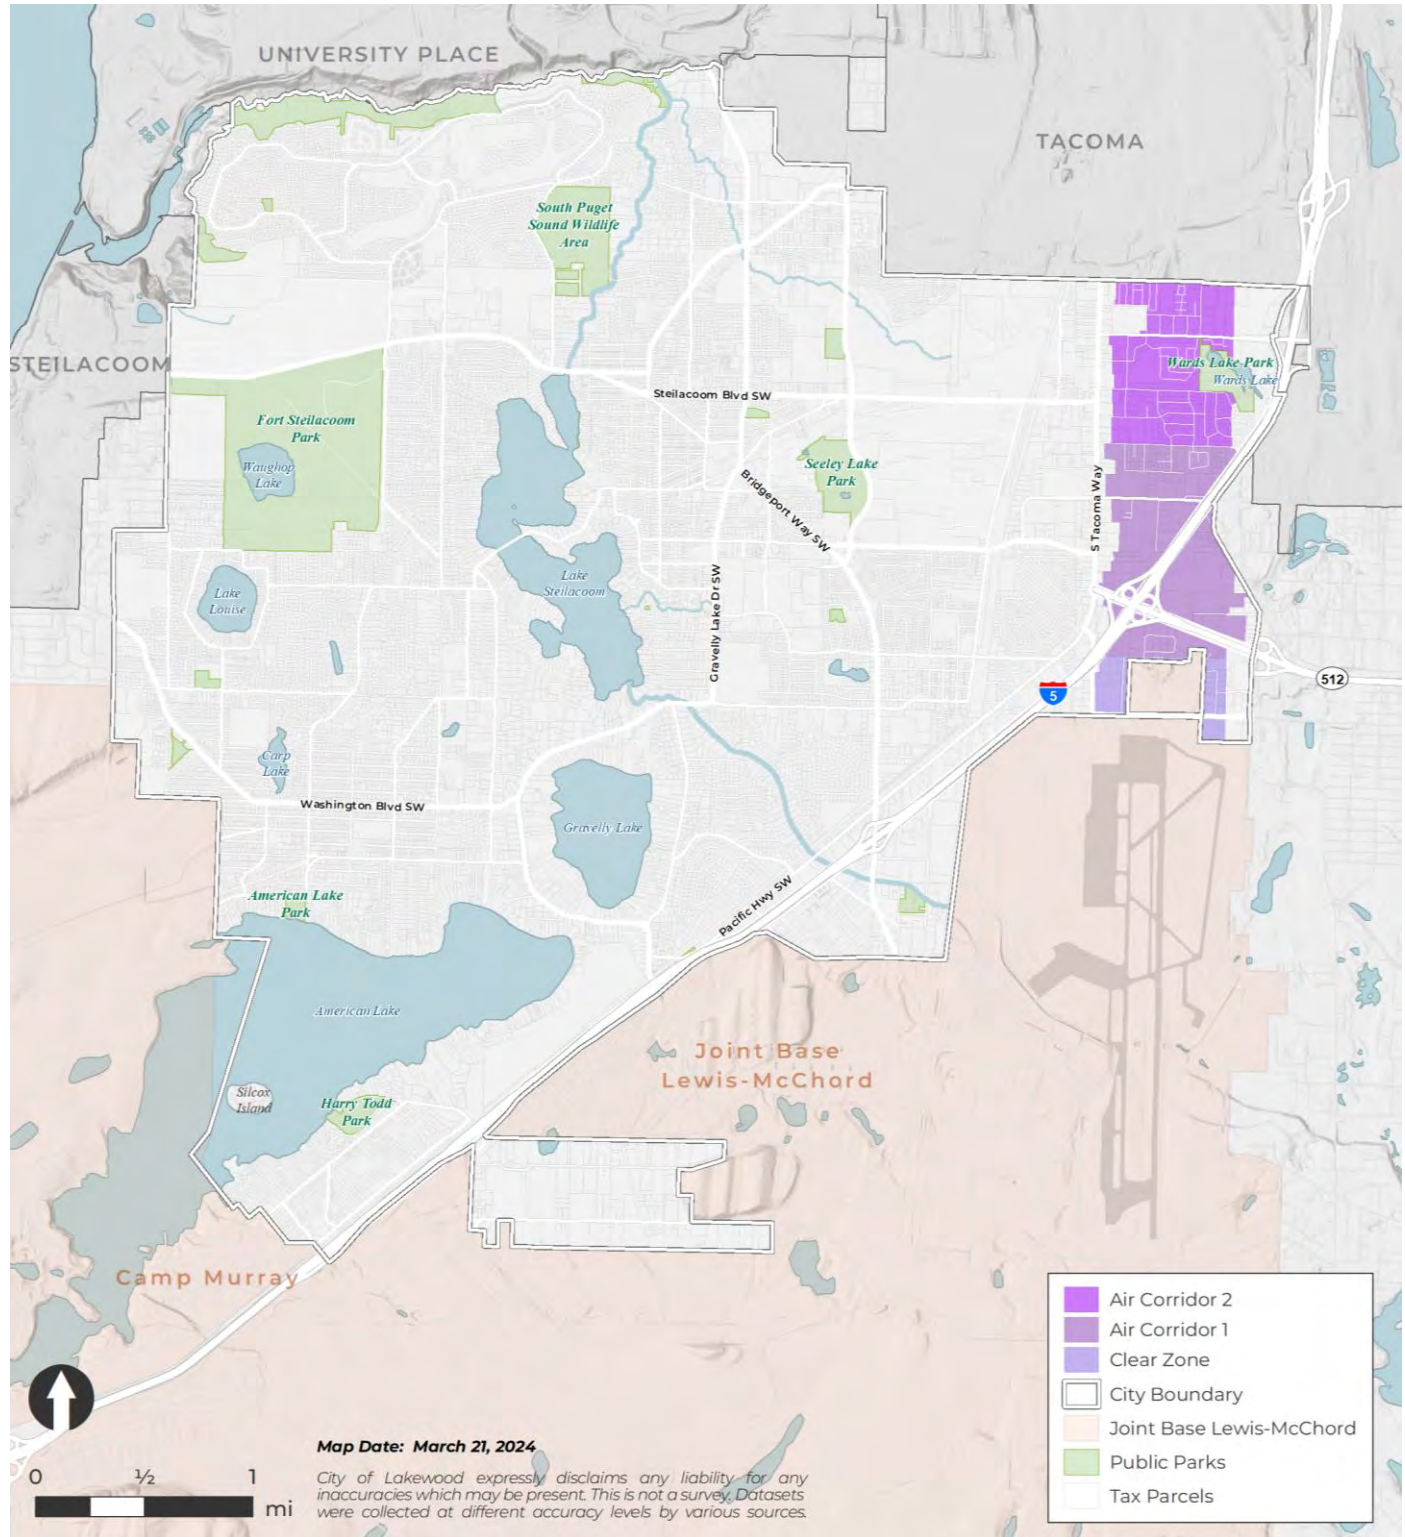 UNIVERSITY PLACE
TACOMA
South Puget
Sound Wildlife
Area
STEILACOOM
Wards Lake Park
Wards Lake
Steilacoom Blvd SW
Fort Steilacoom
Park
Waughop
Lake
Seeley Lake
Park
Bridgeport Way SW
S Tacoma Way
Lake
Steilacoom
Lake
Louise
Gravelly Lake Dr SW
512
5
Carp
Lake
Washington Blvd SW
Gravelly Lake
American Lake
Park
Pacific Hwy SW
American Lake
Joint Base
Lewis-McChord
Silcox
Island
Harry Todd
Park
Camp Murray
Air Corridor 2
Air Corridor 1
Clear Zone
City Boundary
Joint Base Lewis-McChord
Public Parks
Tax Parcels
Map Date: March 21, 2024
City of Lakewood expressly disclaims any liability for any
inaccuracies which may be present. This is not a survey. Datasets
were collected at different accuracy levels by various sources.
0 ½ 1
mi